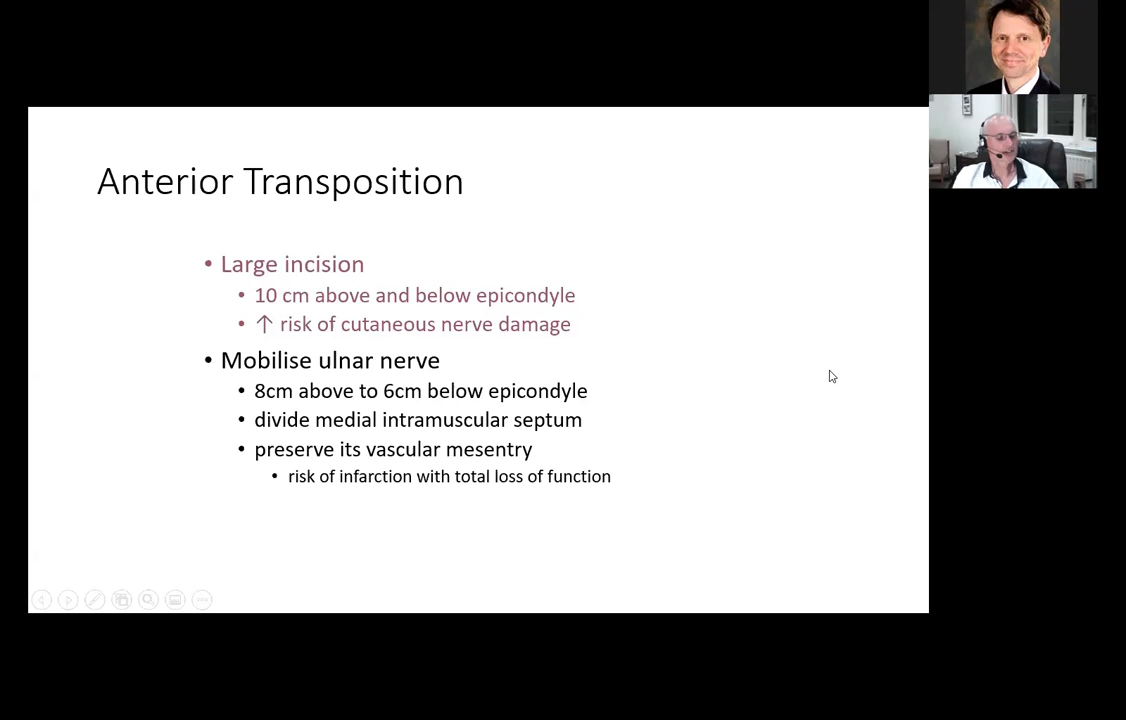 Anterior Transposition
• Large incision
• 10 cm above and below epicondyle
• ↑ risk of cutaneous nerve damage
• Mobilise ulnar nerve
• 8cm above to 6cm below epicondyle
• divide medial intramuscular septum
• preserve its vascular mesentry
• risk of infarction with total loss of function